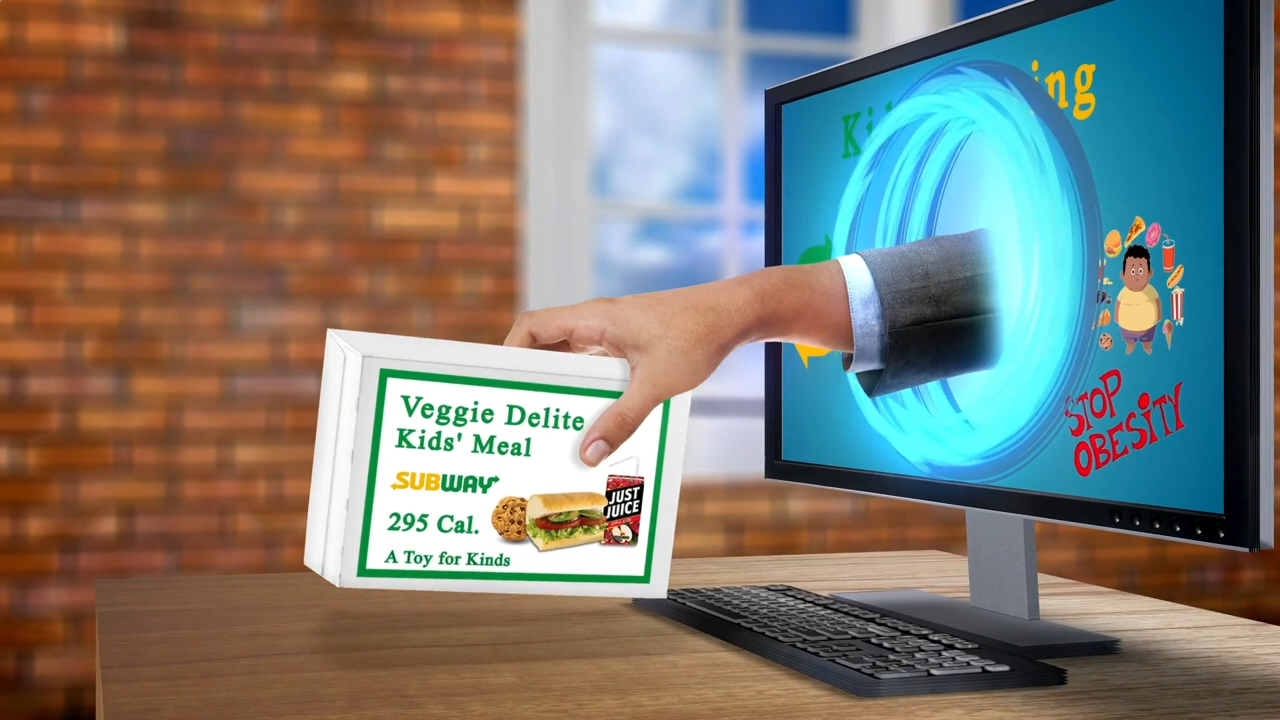 Veggie Delite
Kids' Meal
SUBWAY
295 Cal.
A Toy for Kinds
JUST
JUICE
STOP
OBESITY